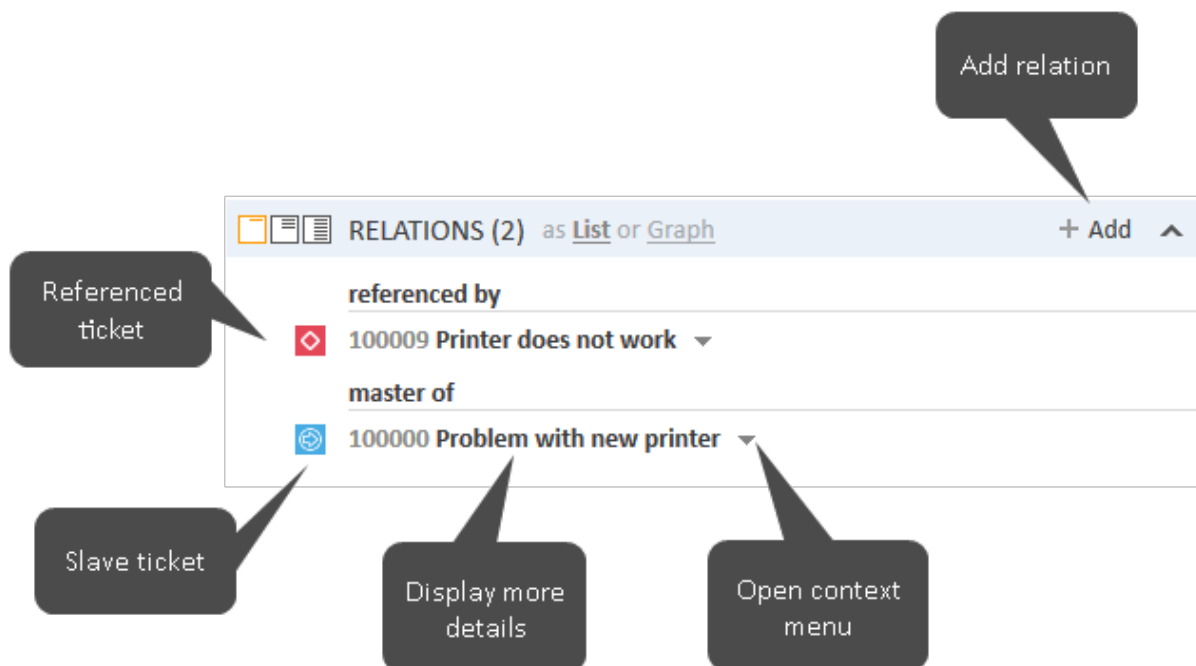 Add relation
RELATIONS (2) as List or Graph + Add
Referenced
ticket
referenced by
100009 Printer does not work
master of
100000 Problem with new printer
Slave ticket
Display more
details
Open context
menu